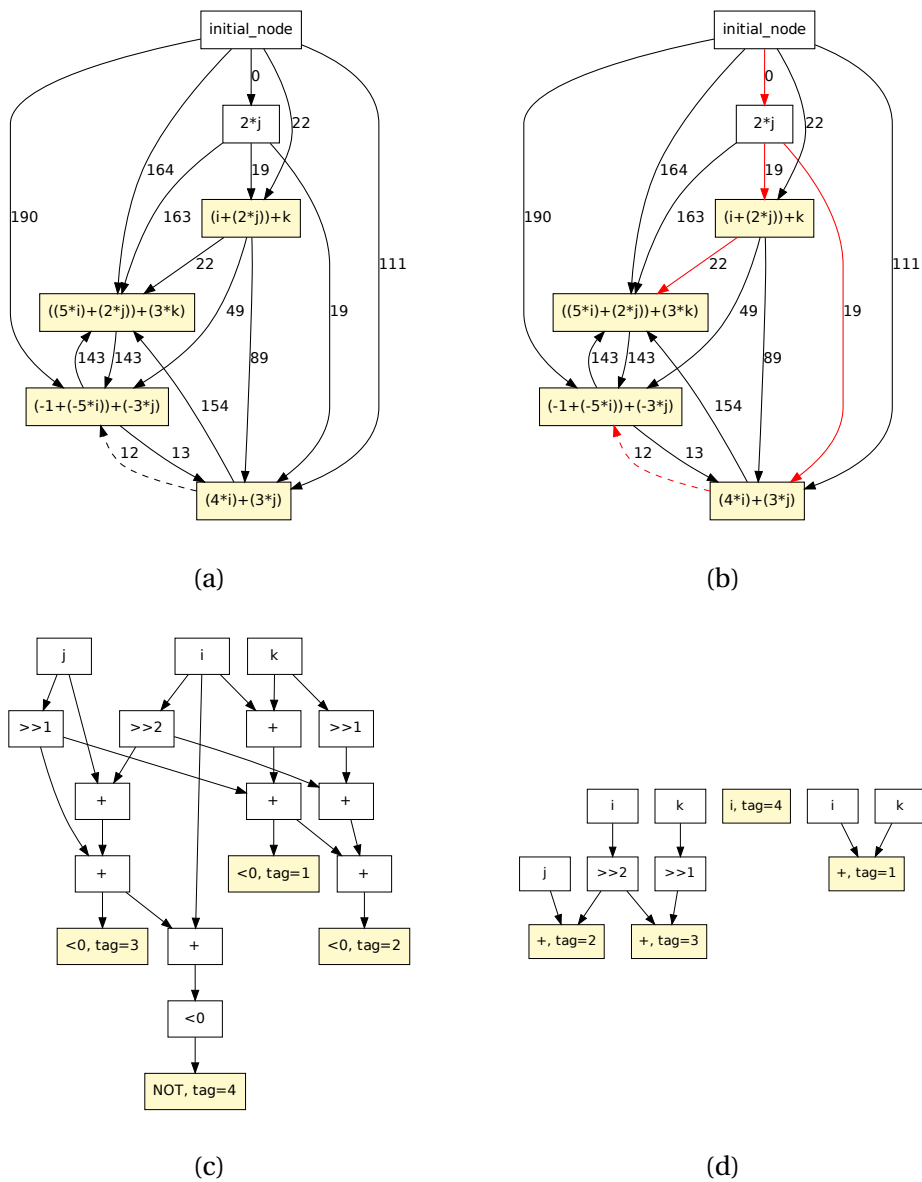 initial_node
0
2*j
22
164
19
163
190
(i+(2*j))+k
111
22
((5*i)+(2*j))+(3*k)
49
19
143
143
89
(-1+(-5*i))+(-3*j)
154
12
13
(4*i)+(3*j)
(a)
initial_node
0
2*j
22
164
19
163
190
(i+(2*j))+k
111
22
((5*i)+(2*j))+(3*k)
49
19
143
143
89
(-1+(-5*i))+(-3*j)
154
12
13
(4*i)+(3*j)
(b)
j
i
k
>>1
>>2
+
>>1
+
+
+
+
<0, tag=1
+
<0, tag=3
+
<0, tag=2
<0
NOT, tag=4
(c)
i
k
i, tag=4
i
k
j
>>2
>>1
+, tag=1
+, tag=2
+, tag=3
(d)